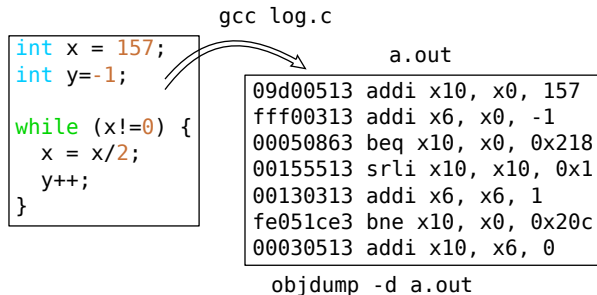 gcc log.c
int x = 157;
int y=-1;
while (x!=0) {
x = x/2;
y++;
}
a.out
09d00513 addi x10, x0, 157
fff00313 addi x6, x0, -1
00050863 beq x10, x0, 0x218
00155513 srli x10, x10, 0x1
00130313 addi x6, x6, 1
fe051ce3 bne x10, x0, 0x20c
00030513 addi x10, x6, 0
objdump -d a.out